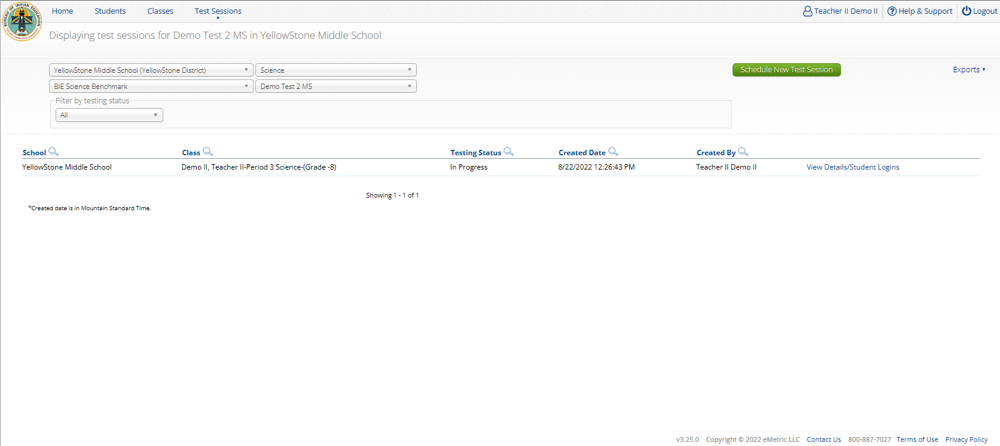 Home Students Classes Test Sessions Teacher II Demo II Help & Support Logout
BUREAU OF INDIAN EDUCATION
Displaying test sessions for Demo Test 2 MS in YellowStone Middle School
YellowStone Middle School (YellowStone District) Science Schedule New Test Session Exports
BIE Science Benchmark Demo Test 2 MS
Filter by testing status
All
School Class Testing Status Created Date Created By
YellowStone Middle School Demo II, Teacher II-Period 3 Science-(Grade -8) In Progress 8/22/2022 12:26:43 PM Teacher II Demo II View Details/Student Logins
Showing 1 - 1 of 1
*Created date is in Mountain Standard Time.
v3.25.0 Copyright © 2022 eMetric LLC Contact Us 800-887-7027 Terms of Use Privacy Policy